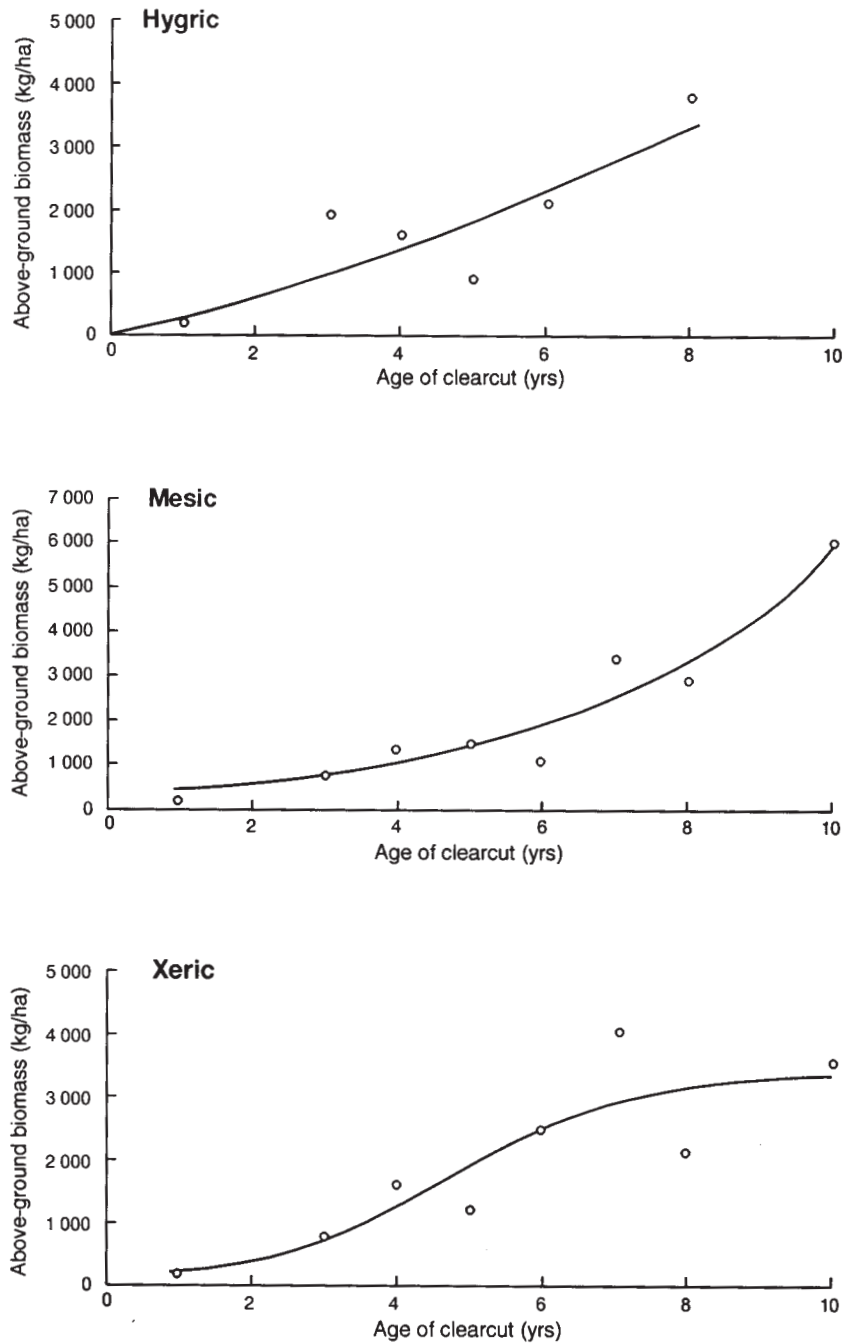 Hygric
Above-ground biomass (kg/ha)
5 000
4 000
3 000
2 000
1 000
0
0 2 4 6 8 10
Age of clearcut (yrs)
Mesic
Above-ground biomass (kg/ha)
7 000
6 000
5 000
4 000
3 000
2 000
1 000
0
0 2 4 6 8 10
Age of clearcut (yrs)
Xeric
Above-ground biomass (kg/ha)
5 000
4 000
3 000
2 000
1 000
0
0 2 4 6 8 10
Age of clearcut (yrs)